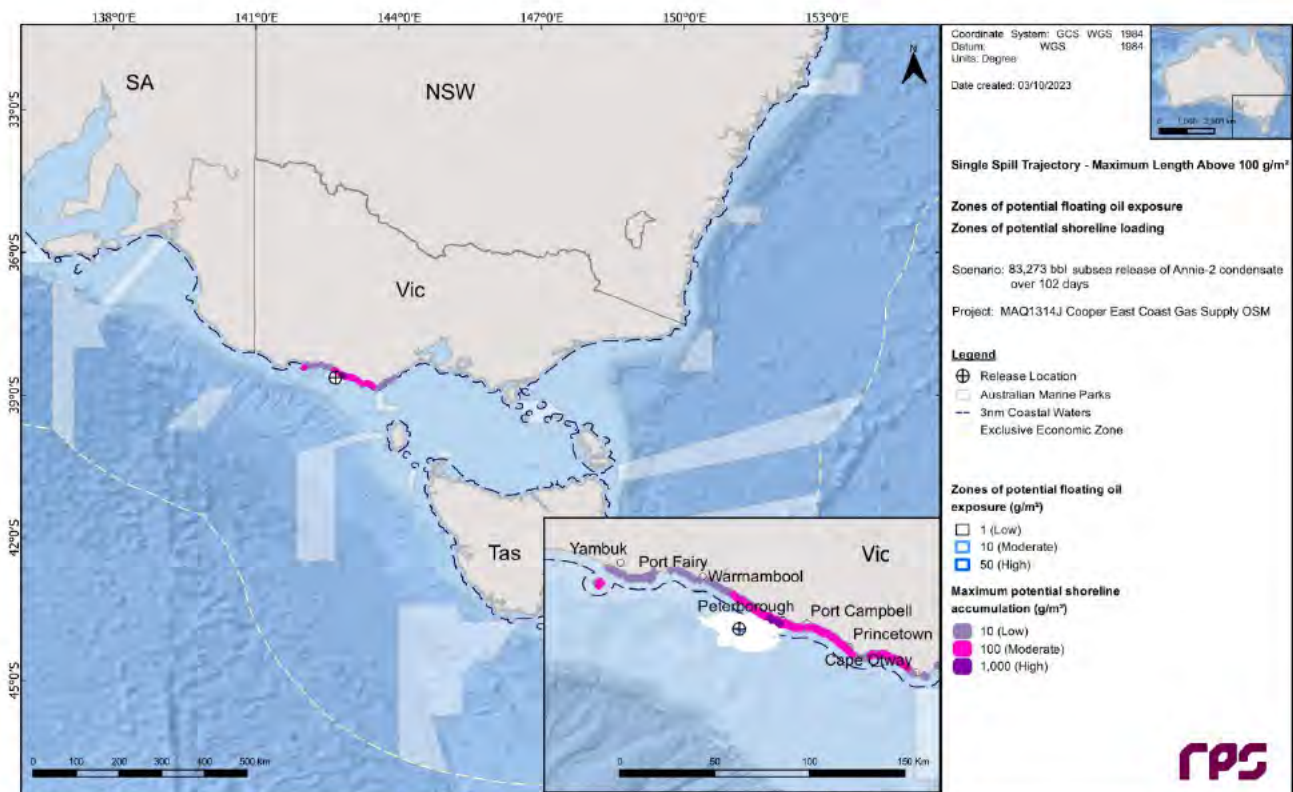 138°0'E 141°0'E 144°0'E 147°0'E 150°0'E 153°0'E
33°0'S
36°0'S
39°0'S
42°0'S
45°0'S
SA
NSW
Vic
Tas
N
0 100 200 300 400 500 Km
Yambuk
Port Fairy
Vic
Warrnambool
Peterborough
Port Campbell
Princetown
Cape Otway
0 50 100 150 Km
Coordinate System: GCS WGS 1984
Datum: WGS 1984
Units: Degree
Date created: 03/10/2023
Single Spill Trajectory - Maximum Length Above 100 g/m²
Zones of potential floating oil exposure
Zones of potential shoreline loading
Scenario: 83,273 bbl subsea release of Annie-2 condensate
over 102 days
Project: MAQ1314J Cooper East Coast Gas Supply OSM
Legend
Release Location
Australian Marine Parks
3nm Coastal Waters
Exclusive Economic Zone
Zones of potential floating oil
exposure (g/m²)
1 (Low)
10 (Moderate)
50 (High)
Maximum potential shoreline
accumulation (g/m²)
10 (Low)
100 (Moderate)
1,000 (High)
rps